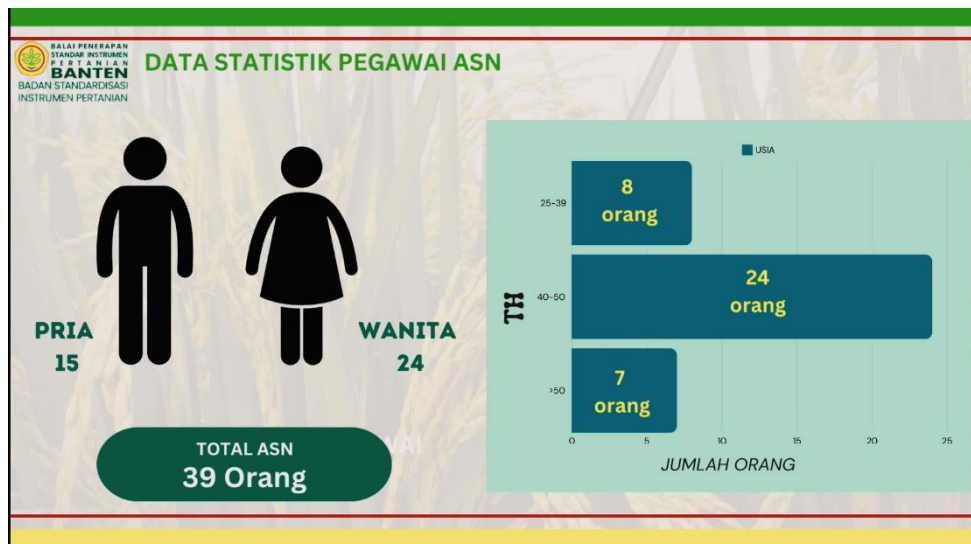 BALAI PENERAPAN
STANDAR INSTRUMEN
PERTANIAN
BANTEN
BADAN STANDARDISASI
INSTRUMEN PERTANIAN
DATA STATISTIK PEGAWAI ASN
PRIA
15
WANITA
24
TOTAL ASN
39 Orang
USIA
TH
25-39
8
orang
40-50
24
orang
>50
7
orang
0 5 10 15 20 25
JUMLAH ORANG